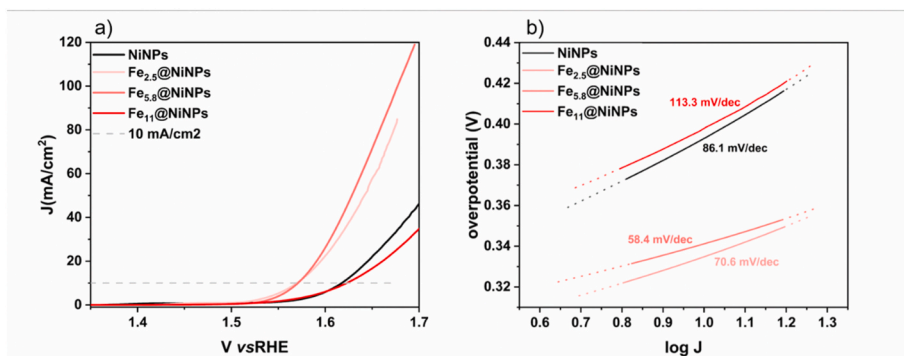 a)
NiNPs
Fe2.5@NiNPs
Fe5.8@NiNPs
Fe11@NiNPs
10 mA/cm2
J(mA/cm²)
120
100
80
60
40
20
0
1.4
1.5
1.6
1.7
V vsRHE
b)
NiNPs
Fe2.5@NiNPs
Fe5.8@NiNPs
Fe11@NiNPs
113.3 mV/dec
86.1 mV/dec
58.4 mV/dec
70.6 mV/dec
overpotential (V)
0.44
0.42
0.40
0.38
0.36
0.34
0.32
0.5
0.6
0.7
0.8
0.9
1.0
1.1
1.2
1.3
log J